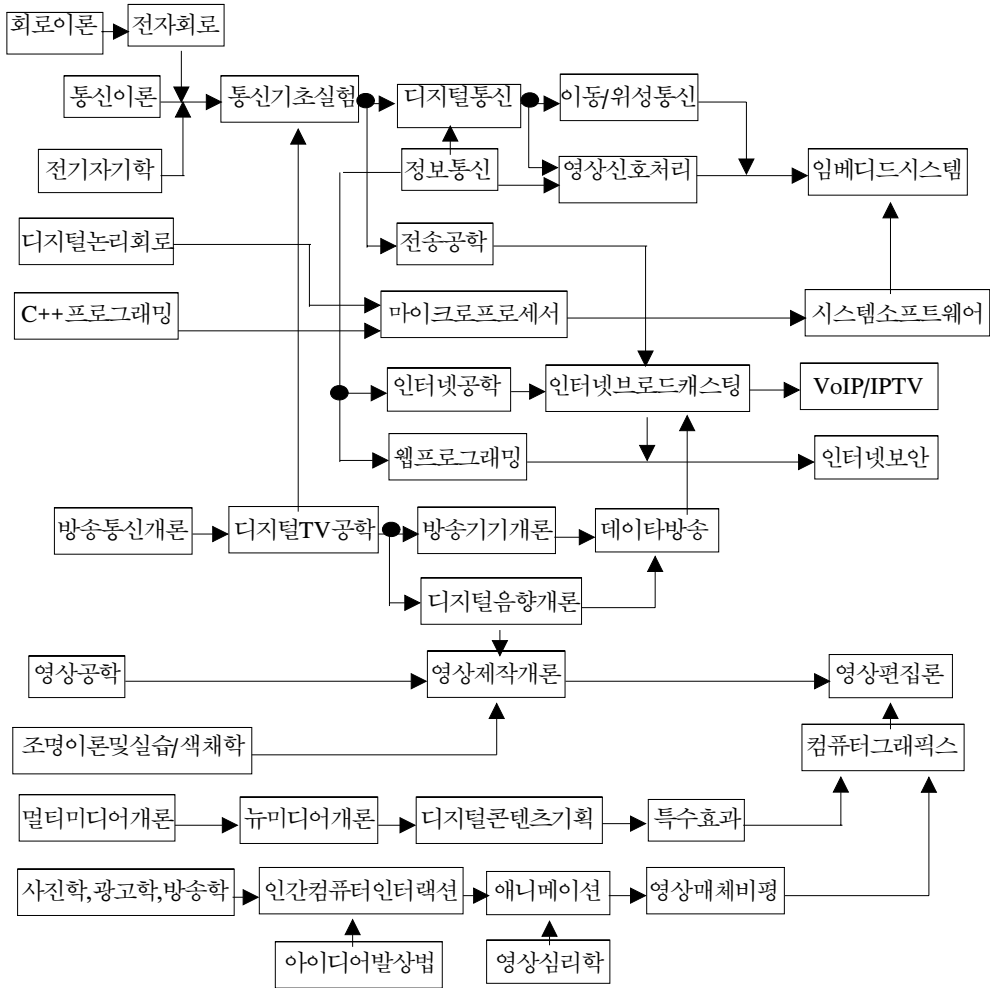 회로이론
전자회로
통신이론
통신기초실험
디지털통신
이동/위성통신
전기자기학
정보통신
영상신호처리
임베디드시스템
디지털논리회로
전송공학
C++프로그래밍
마이크로프로세서
시스템소프트웨어
인터넷공학
인터넷브로드캐스팅
VoIP/IPTV
웹프로그래밍
인터넷보안
방송통신개론
디지털TV공학
방송기기개론
데이타방송
디지털음향개론
영상공학
영상제작개론
영상편집론
조명이론및실습/색채학
컴퓨터그래픽스
멀티미디어개론
뉴미디어개론
디지털콘텐츠기획
특수효과
사진학,광고학,방송학
인간컴퓨터인터랙션
애니메이션
영상매체비평
아이디어발상법
영상심리학